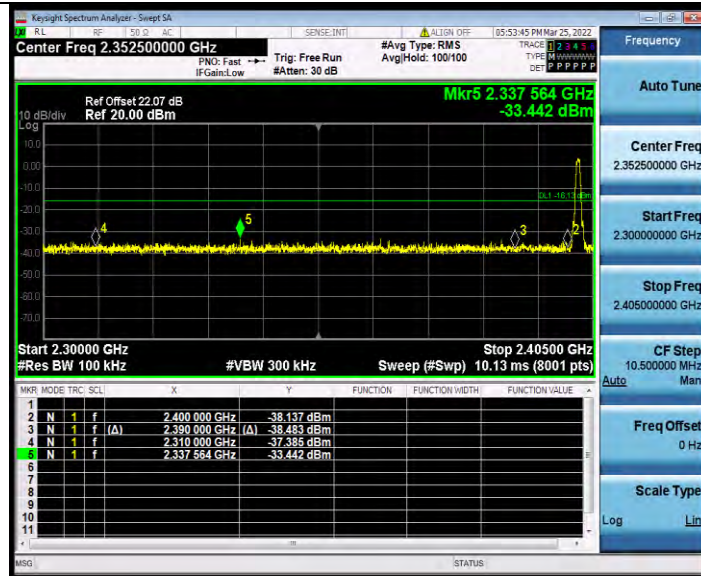 Keysight Spectrum Analyzer - Swept SA
RL RF 50 Ω AC SENSE:INT ALIGN OFF 05:53:45 PM Mar 25, 2022
Center Freq 2.352500000 GHz
PNO: Fast
IFGain:Low
Trig: Free Run
#Atten: 30 dB
#Avg Type: RMS
Avg|Hold: 100/100
TRACE 1 2 3 4 5 6
TYPE M WWWWW
DET P P P P P P
Frequency
Mkr5 2.337 564 GHz
-33.442 dBm
Ref Offset 22.07 dB
10 dB/div Ref 20.00 dBm
Log
10.0
0.00
-10.0
DL1 -16.13 dBm
-20.0
-30.0
4 5 3 2
-40.0
-50.0
-60.0
-70.0
Start 2.30000 GHz Stop 2.40500 GHz
#Res BW 100 kHz #VBW 300 kHz Sweep (#Swp) 10.13 ms (8001 pts)
MKR MODE TRC SCL X Y FUNCTION FUNCTION WIDTH FUNCTION VALUE
1
2 N 1 f 2.400 000 GHz -38.137 dBm
3 N 1 f (Δ) 2.390 000 GHz (Δ) -38.483 dBm
4 N 1 f 2.310 000 GHz -37.385 dBm
5 N 1 f 2.337 564 GHz -33.442 dBm
6
7
8
9
10
11
MSG STATUS
Auto Tune
Center Freq
2.352500000 GHz
Start Freq
2.300000000 GHz
Stop Freq
2.405000000 GHz
CF Step
10.500000 MHz
Auto Man
Freq Offset
0 Hz
Scale Type
Log Lin